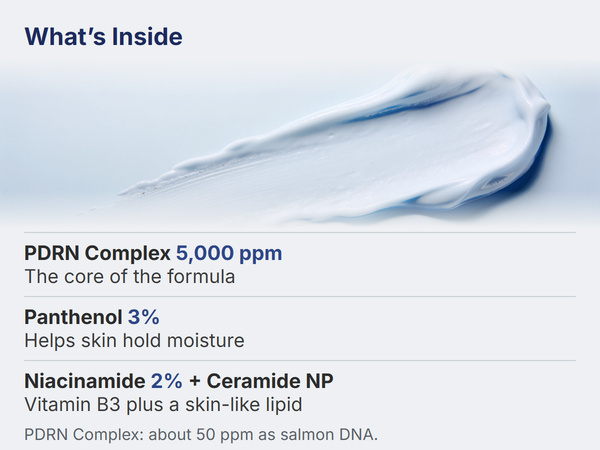 What’s Inside
PDRN Complex 5,000 ppm
The core of the formula
Panthenol 3%
Helps skin hold moisture
Niacinamide 2% + Ceramide NP
Vitamin B3 plus a skin-like lipid
PDRN Complex: about 50 ppm as salmon DNA.